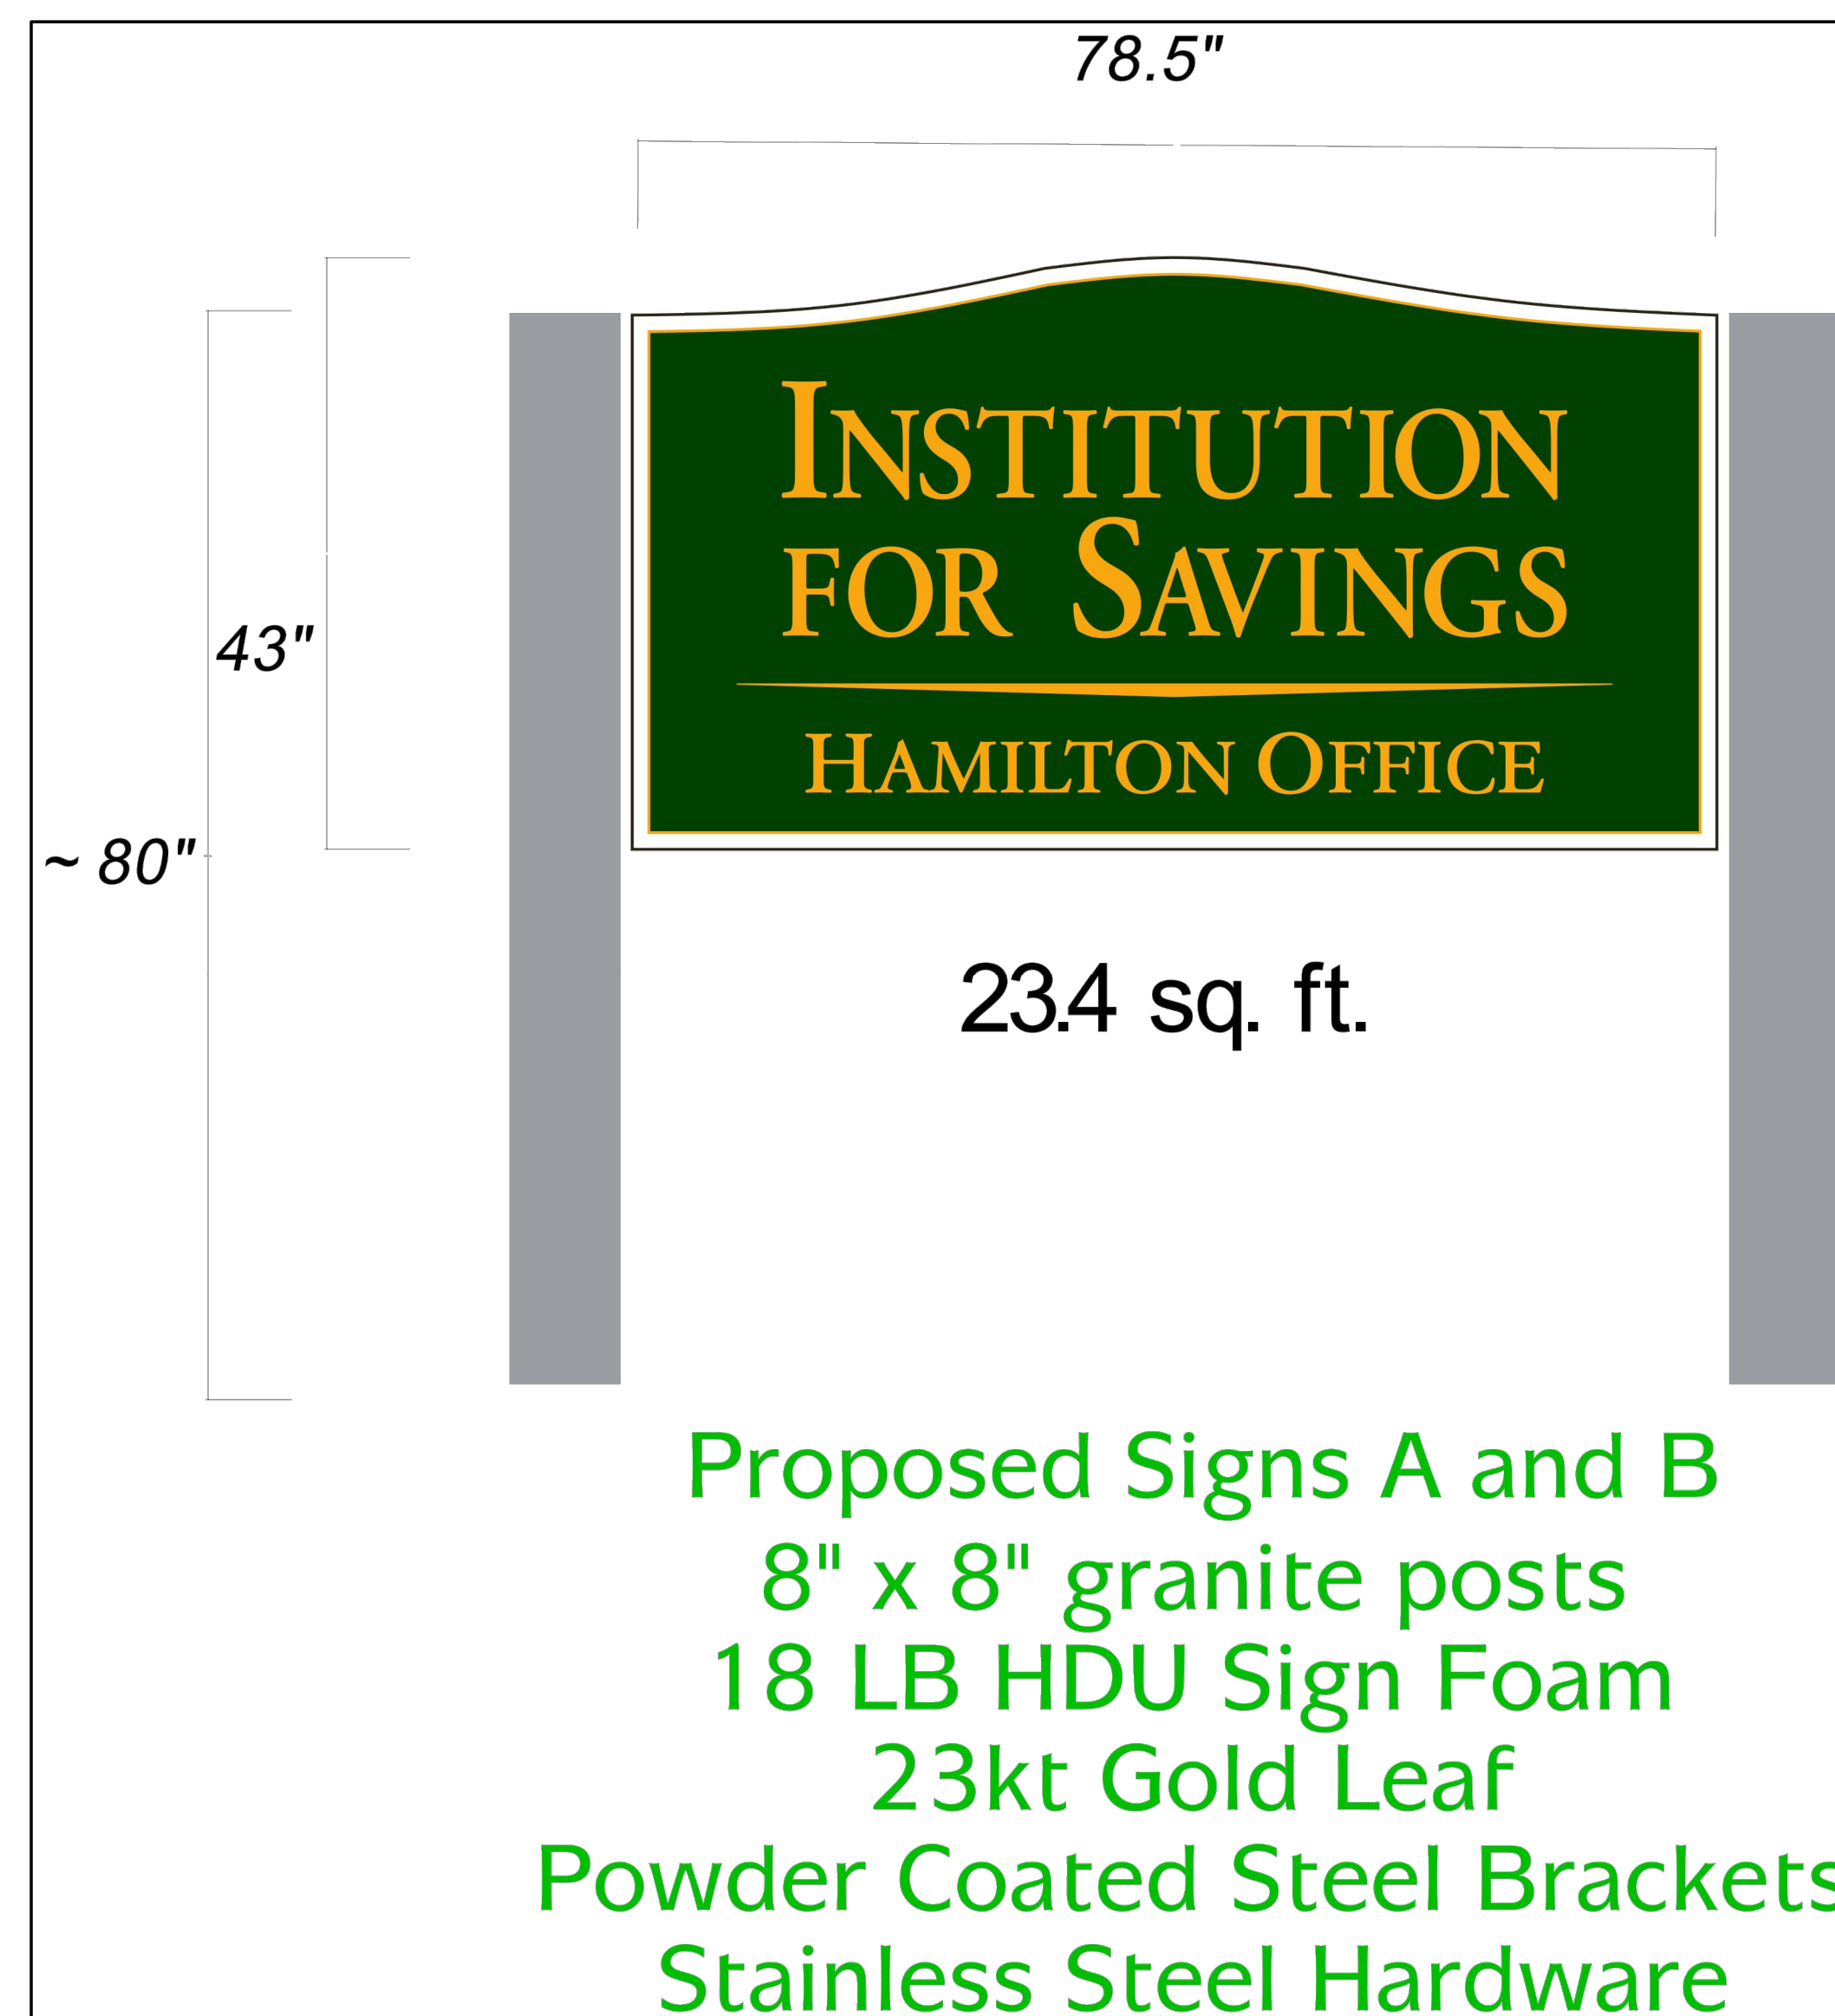 78.5"
INSTITUTION
FOR SAVINGS
43"
HAMILTON OFFICE
~ 80"
23.4 sq. ft.
Proposed Signs A and B
8" x 8" granite posts
18 LB HDU Sign Foam
23kt Gold Leaf
Powder Coated Steel Brackets
Stainless Steel Hardware